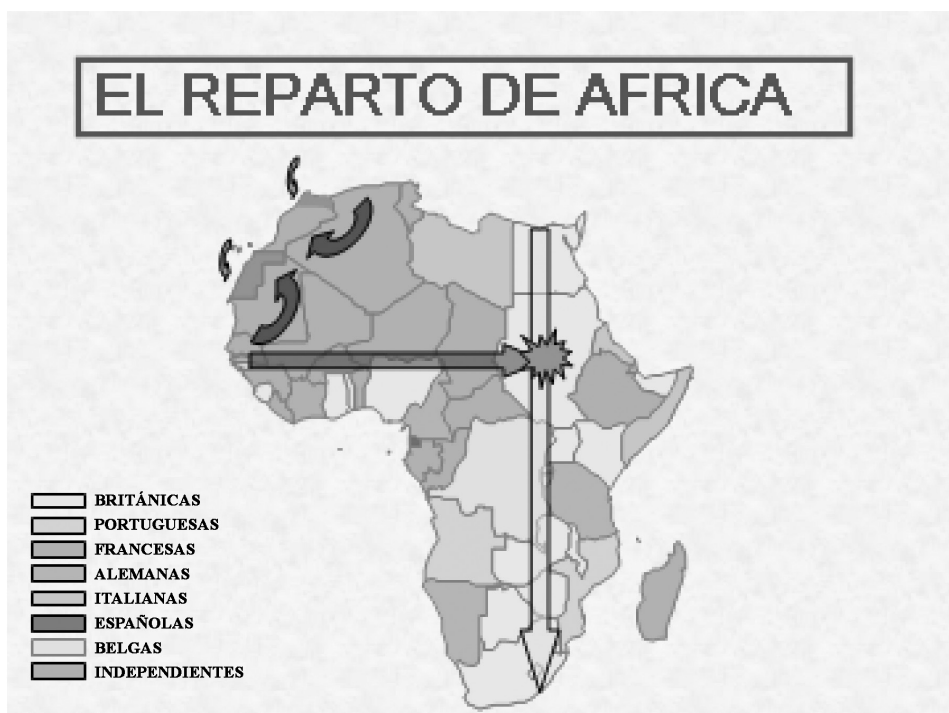 EL REPARTO DE AFRICA
BRITÁNICAS
PORTUGUESAS
FRANCESAS
ALEMANAS
ITALIANAS
ESPAÑOLAS
BELGAS
INDEPENDIENTES